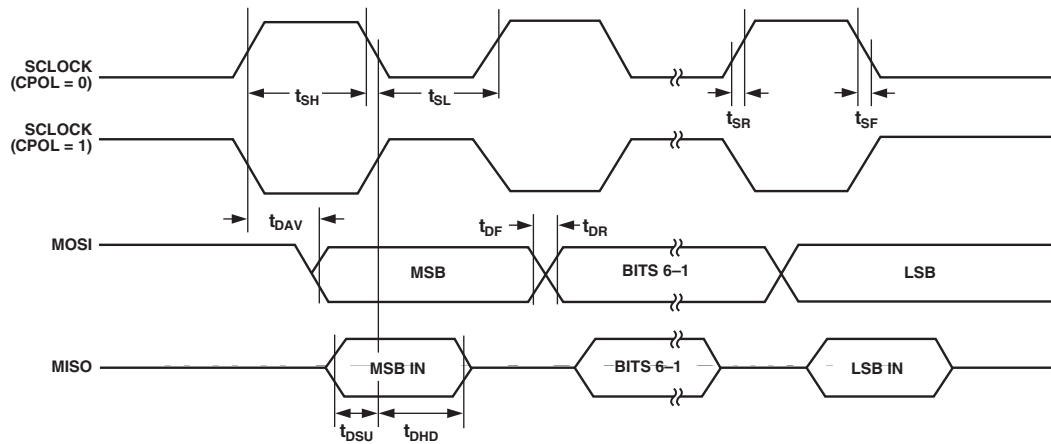 SCLOCK
(CPOL = 0)
tSH
tSL
tSR
tSF
SCLOCK
(CPOL = 1)
tDAV
tDF
tDR
MOSI
MSB
BITS 6–1
LSB
MISO
MSB IN
BITS 6–1
LSB IN
tDSU
tDHD